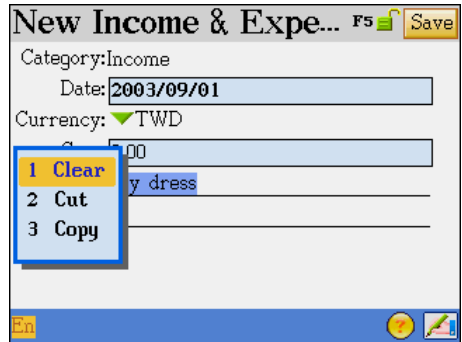 New Income & Expe... F5 Save
Category:Income
Date: 2003/09/01
Currency: TWD
.00
1 Clear
y dress
2 Cut
3 Copy
En
?